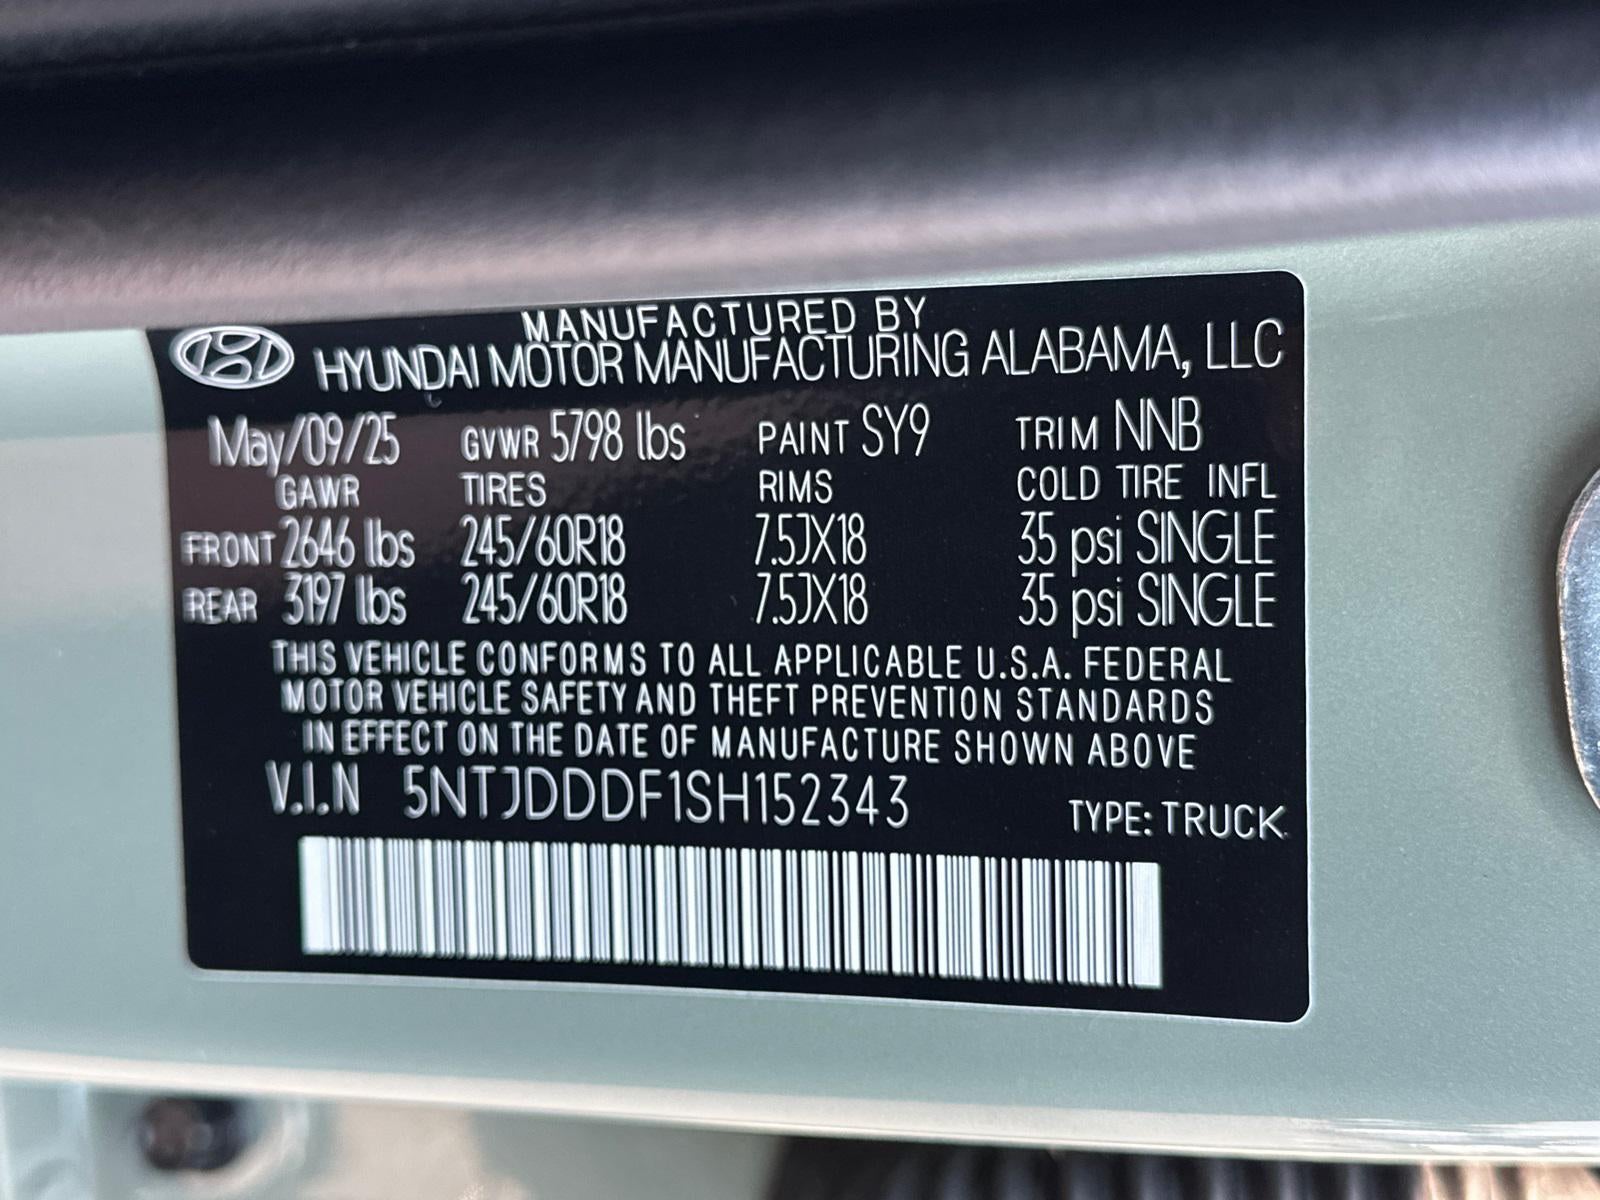 MANUFACTURED BY
HYUNDAI MOTOR MANUFACTURING ALABAMA, LLC
May/09/25 GVWR 5798 lbs PAINT SY9 TRIM NNB
GAWR TIRES RIMS COLD TIRE INFL
FRONT 2646 lbs 245/60R18 7.5JX18 35 psi SINGLE
REAR 3197 lbs 245/60R18 7.5JX18 35 psi SINGLE
THIS VEHICLE CONFORMS TO ALL APPLICABLE U.S.A. FEDERAL
MOTOR VEHICLE SAFETY AND THEFT PREVENTION STANDARDS
IN EFFECT ON THE DATE OF MANUFACTURE SHOWN ABOVE
V.I.N 5NTJDDDF1SH152343 TYPE: TRUCK